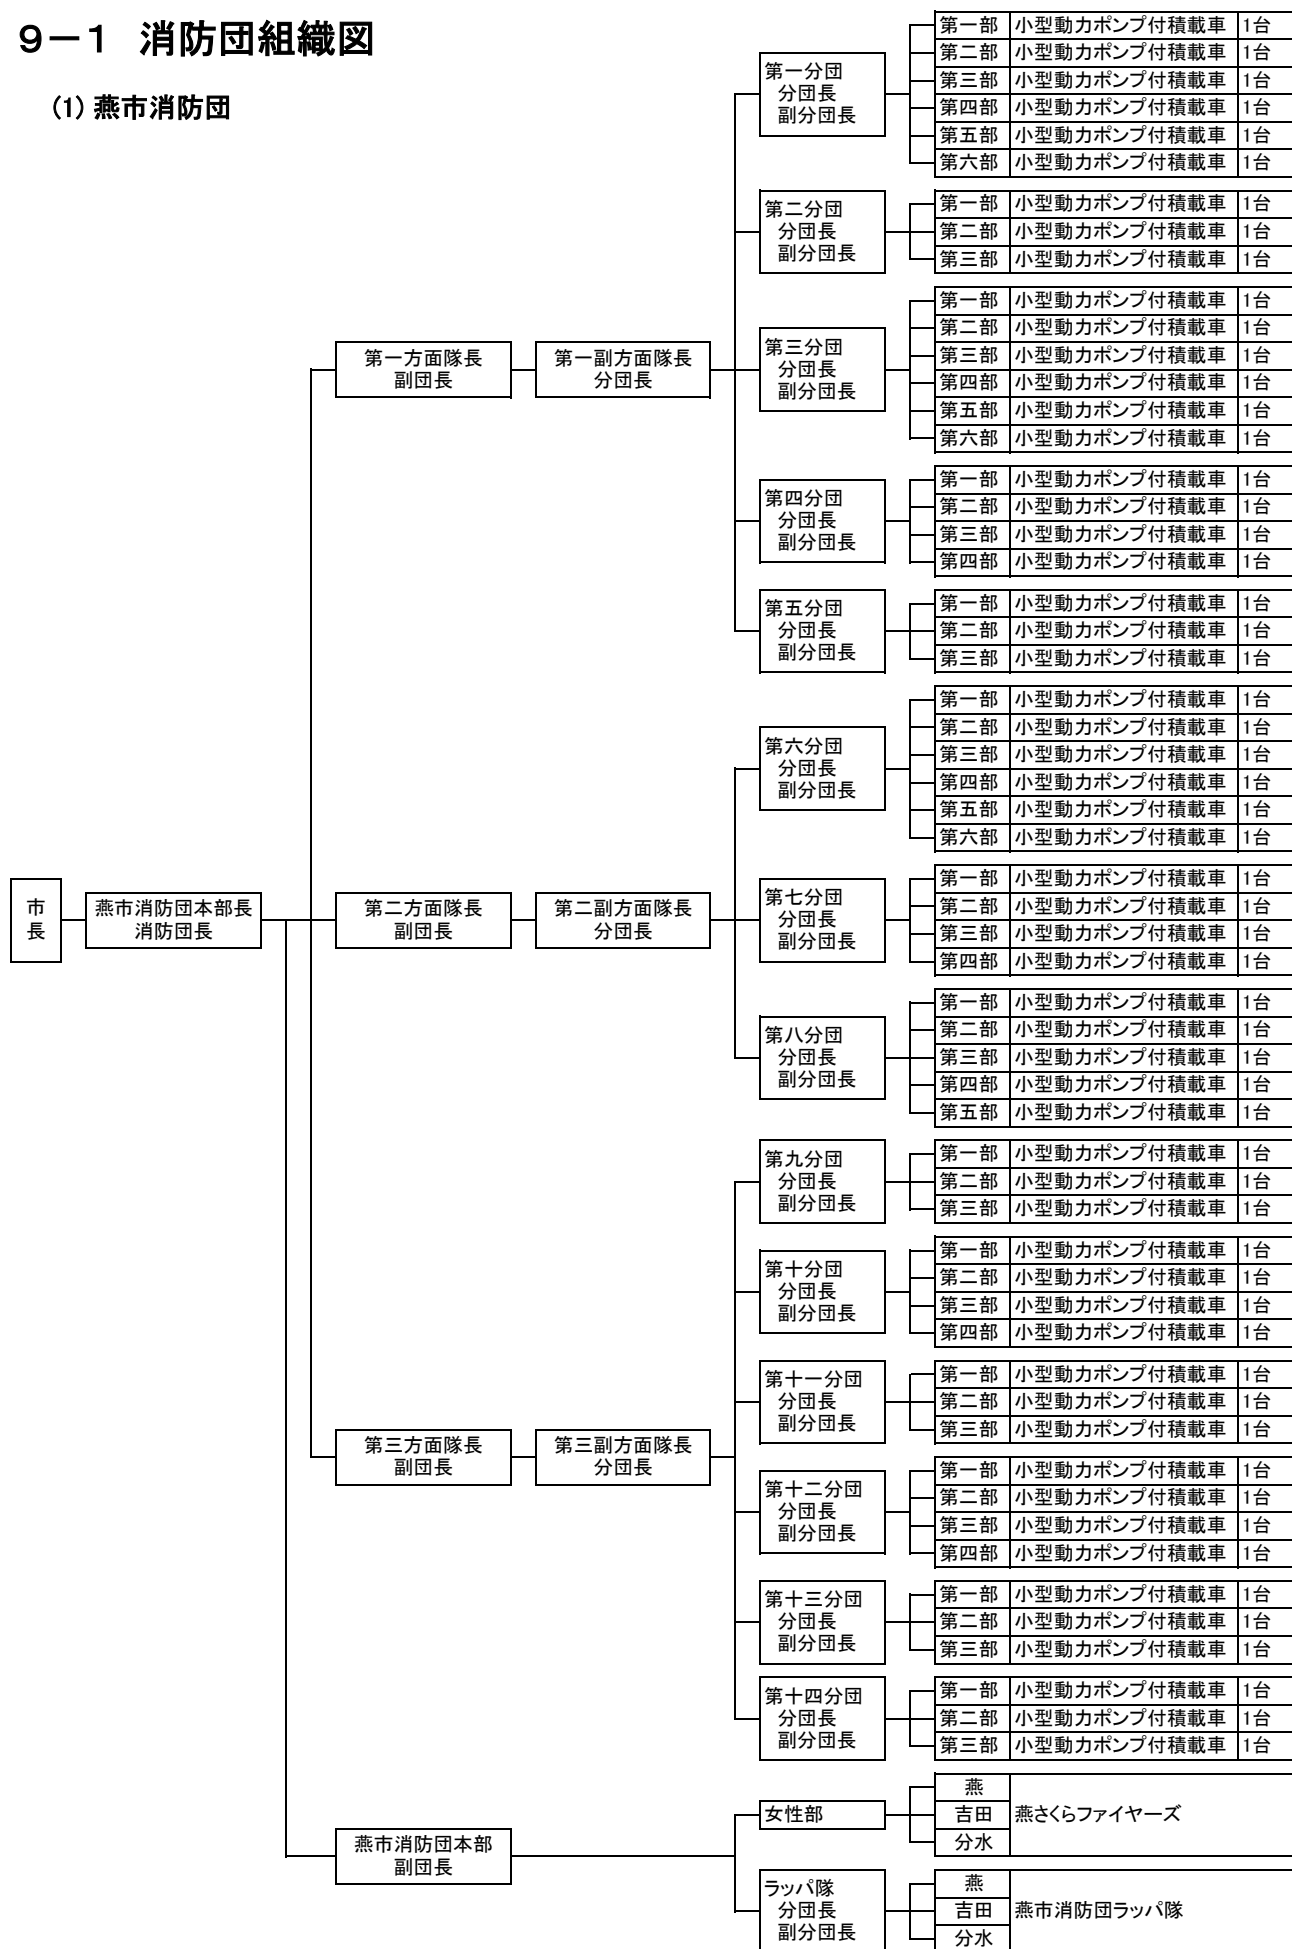 ９－１　消防団組織図
(1) 燕市消防団
市
長
燕市消防団本部長
消防団長
第一方面隊長
副団長
第一副方面隊長
分団長
第一分団
分団長
副分団長
第一部 小型動力ポンプ付積載車 1台
第二部 小型動力ポンプ付積載車 1台
第三部 小型動力ポンプ付積載車 1台
第四部 小型動力ポンプ付積載車 1台
第五部 小型動力ポンプ付積載車 1台
第六部 小型動力ポンプ付積載車 1台
第二分団
分団長
副分団長
第一部 小型動力ポンプ付積載車 1台
第二部 小型動力ポンプ付積載車 1台
第三部 小型動力ポンプ付積載車 1台
第三分団
分団長
副分団長
第一部 小型動力ポンプ付積載車 1台
第二部 小型動力ポンプ付積載車 1台
第三部 小型動力ポンプ付積載車 1台
第四部 小型動力ポンプ付積載車 1台
第五部 小型動力ポンプ付積載車 1台
第六部 小型動力ポンプ付積載車 1台
第四分団
分団長
副分団長
第一部 小型動力ポンプ付積載車 1台
第二部 小型動力ポンプ付積載車 1台
第三部 小型動力ポンプ付積載車 1台
第四部 小型動力ポンプ付積載車 1台
第五分団
分団長
副分団長
第一部 小型動力ポンプ付積載車 1台
第二部 小型動力ポンプ付積載車 1台
第三部 小型動力ポンプ付積載車 1台
第二方面隊長
副団長
第二副方面隊長
分団長
第六分団
分団長
副分団長
第一部 小型動力ポンプ付積載車 1台
第二部 小型動力ポンプ付積載車 1台
第三部 小型動力ポンプ付積載車 1台
第四部 小型動力ポンプ付積載車 1台
第五部 小型動力ポンプ付積載車 1台
第六部 小型動力ポンプ付積載車 1台
第七分団
分団長
副分団長
第一部 小型動力ポンプ付積載車 1台
第二部 小型動力ポンプ付積載車 1台
第三部 小型動力ポンプ付積載車 1台
第四部 小型動力ポンプ付積載車 1台
第八分団
分団長
副分団長
第一部 小型動力ポンプ付積載車 1台
第二部 小型動力ポンプ付積載車 1台
第三部 小型動力ポンプ付積載車 1台
第四部 小型動力ポンプ付積載車 1台
第五部 小型動力ポンプ付積載車 1台
第三方面隊長
副団長
第三副方面隊長
分団長
第九分団
分団長
副分団長
第一部 小型動力ポンプ付積載車 1台
第二部 小型動力ポンプ付積載車 1台
第三部 小型動力ポンプ付積載車 1台
第十分団
分団長
副分団長
第一部 小型動力ポンプ付積載車 1台
第二部 小型動力ポンプ付積載車 1台
第三部 小型動力ポンプ付積載車 1台
第四部 小型動力ポンプ付積載車 1台
第十一分団
分団長
副分団長
第一部 小型動力ポンプ付積載車 1台
第二部 小型動力ポンプ付積載車 1台
第三部 小型動力ポンプ付積載車 1台
第十二分団
分団長
副分団長
第一部 小型動力ポンプ付積載車 1台
第二部 小型動力ポンプ付積載車 1台
第三部 小型動力ポンプ付積載車 1台
第四部 小型動力ポンプ付積載車 1台
第十三分団
分団長
副分団長
第一部 小型動力ポンプ付積載車 1台
第二部 小型動力ポンプ付積載車 1台
第三部 小型動力ポンプ付積載車 1台
第十四分団
分団長
副分団長
第一部 小型動力ポンプ付積載車 1台
第二部 小型動力ポンプ付積載車 1台
第三部 小型動力ポンプ付積載車 1台
燕市消防団本部
副団長
女性部
燕
吉田
分水
燕さくらファイヤーズ
ラッパ隊
分団長
副分団長
燕
吉田
分水
燕市消防団ラッパ隊